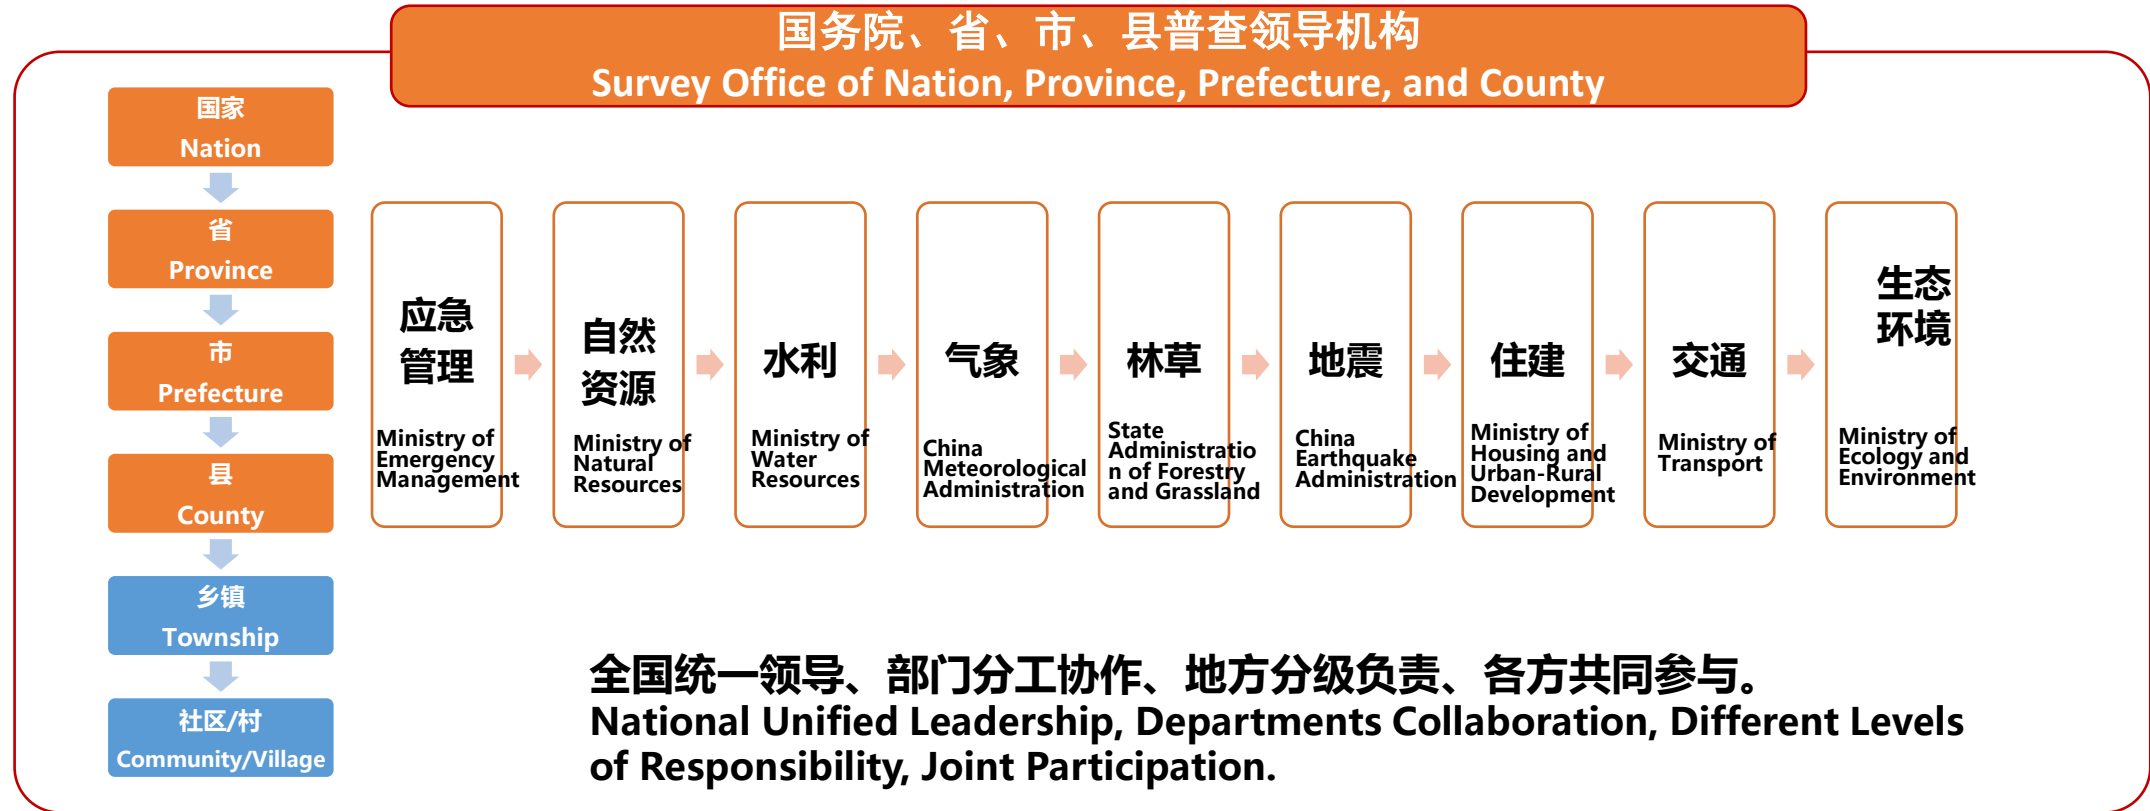 国务院、省、市、县普查领导机构
Survey Office of Nation, Province, Prefecture, and County
国家
Nation
省
Province
市
Prefecture
县
County
乡镇
Township
社区/村
Community/Village
应急
管理
Ministry of
Emergency
Management
自然
资源
Ministry of
Natural
Resources
水利
Ministry of
Water
Resources
气象
China
Meteorological
Administration
林草
State
Administratio
n of Forestry
and Grassland
地震
China
Earthquake
Administration
住建
Ministry of
Housing and
Urban-Rural
Development
交通
Ministry of
Transport
生态
环境
Ministry of
Ecology and
Environment
全国统一领导、部门分工协作、地方分级负责、各方共同参与。
National Unified Leadership, Departments Collaboration, Different Levels
of Responsibility, Joint Participation.